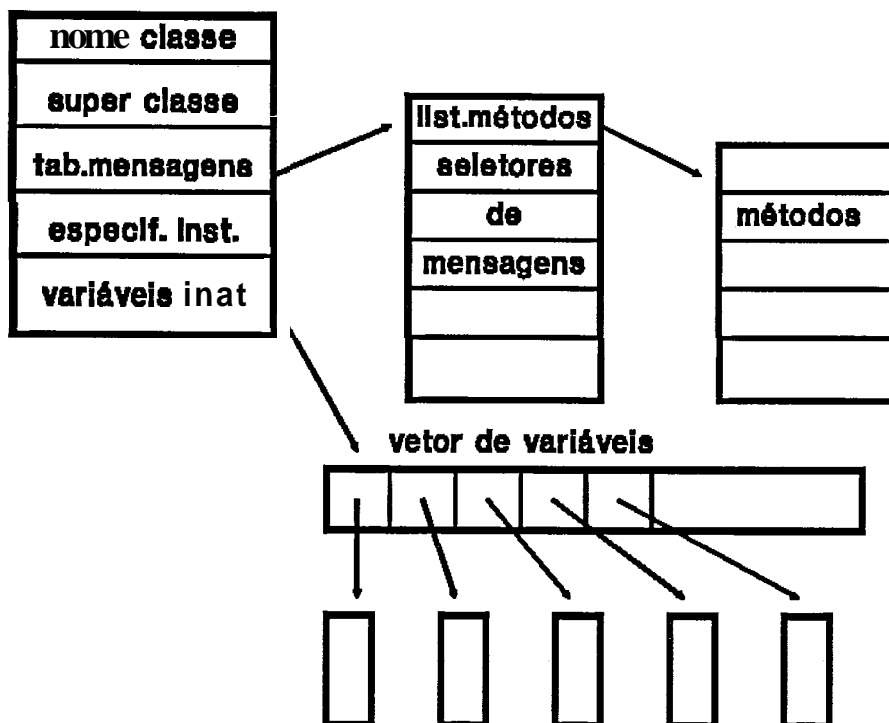 nome classe
super classe
tab.mensagens
especif. inst.
variáveis inat
list.métodos
seletores
de
mensagens
métodos
vetor de variáveis